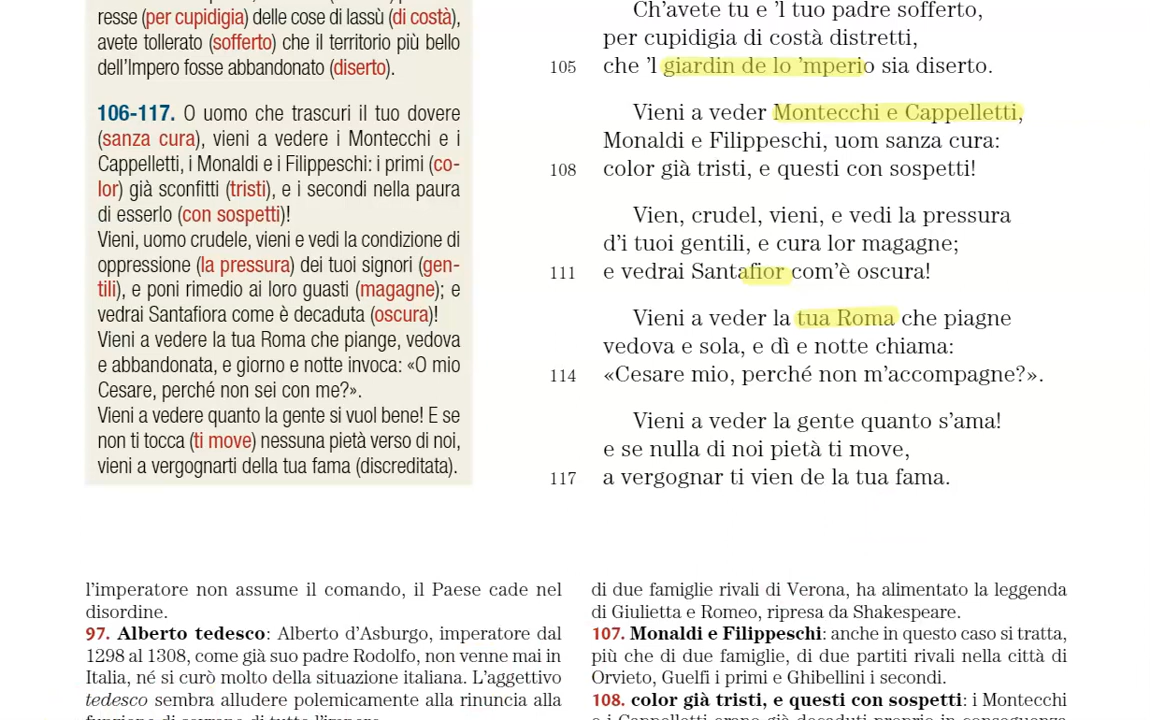 resse (per cupidigia) delle cose di lassù (di costà),
avete tollerato (sofferto) che il territorio più bello
dell'Impero fosse abbandonato (diserto).
106-117. O uomo che trascuri il tuo dovere
(sanza cura), vieni a vedere i Montecchi e i
Cappelletti, i Monaldi e i Filippeschi: i primi (co-
lor) già sconfitti (tristi), e i secondi nella paura
di esserlo (con sospetti)!
Vieni, uomo crudele, vieni e vedi la condizione di
oppressione (la pressura) dei tuoi signori (gen-
tili), e poni rimedio ai loro guasti (magagne); e
vedrai Santafiora come è decaduta (oscura)!
Vieni a vedere la tua Roma che piange, vedova
e abbandonata, e giorno e notte invoca: «O mio
Cesare, perché non sei con me?».
Vieni a vedere quanto la gente si vuol bene! E se
non ti tocca (ti move) nessuna pietà verso di noi,
vieni a vergognarti della tua fama (discreditata).
Ch'avete tu e 'l tuo padre sofferto,
per cupidigia di costà distretti,
105 che 'l giardin de lo 'mperio sia diserto.
Vieni a veder Montecchi e Cappelletti,
Monaldi e Filippeschi, uom sanza cura:
108 color già tristi, e questi con sospetti!
Vien, crudel, vieni, e vedi la pressura
d'i tuoi gentili, e cura lor magagne;
111 e vedrai Santafior com'è oscura!
Vieni a veder la tua Roma che piagne
vedova e sola, e dì e notte chiama:
114 «Cesare mio, perché non m'accompagne?».
Vieni a veder la gente quanto s'ama!
e se nulla di noi pietà ti move,
117 a vergognar ti vien de la tua fama.
l'imperatore non assume il comando, il Paese cade nel
disordine.
97. Alberto tedesco: Alberto d'Asburgo, imperatore dal
1298 al 1308, come già suo padre Rodolfo, non venne mai in
Italia, né si curò molto della situazione italiana. L'aggettivo
tedesco sembra alludere polemicamente alla rinuncia alla
di due famiglie rivali di Verona, ha alimentato la leggenda
di Giulietta e Romeo, ripresa da Shakespeare.
107. Monaldi e Filippeschi: anche in questo caso si tratta,
più che di due famiglie, di due partiti rivali nella città di
Orvieto, Guelfi i primi e Ghibellini i secondi.
108. color già tristi, e questi con sospetti: i Montecchi